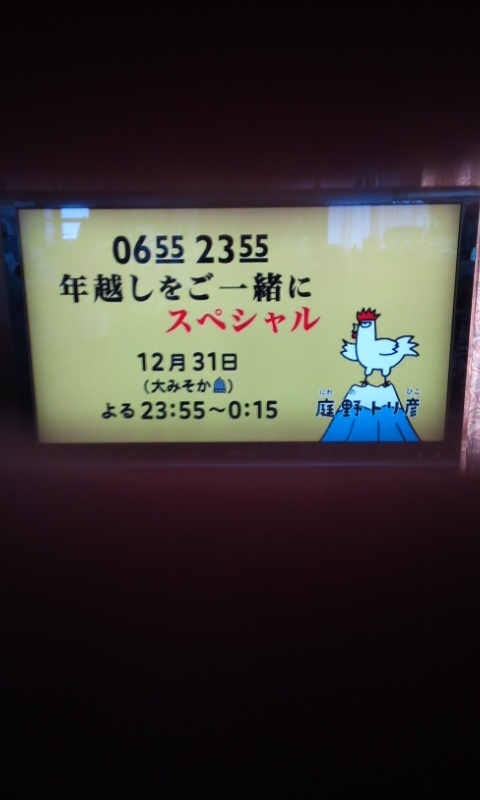 0655 2355
年越しをご一緒に
スペシャル
12月31日
(大みそか)
よる 23:55～0:15
にわ の ひこ
庭野トリ彦